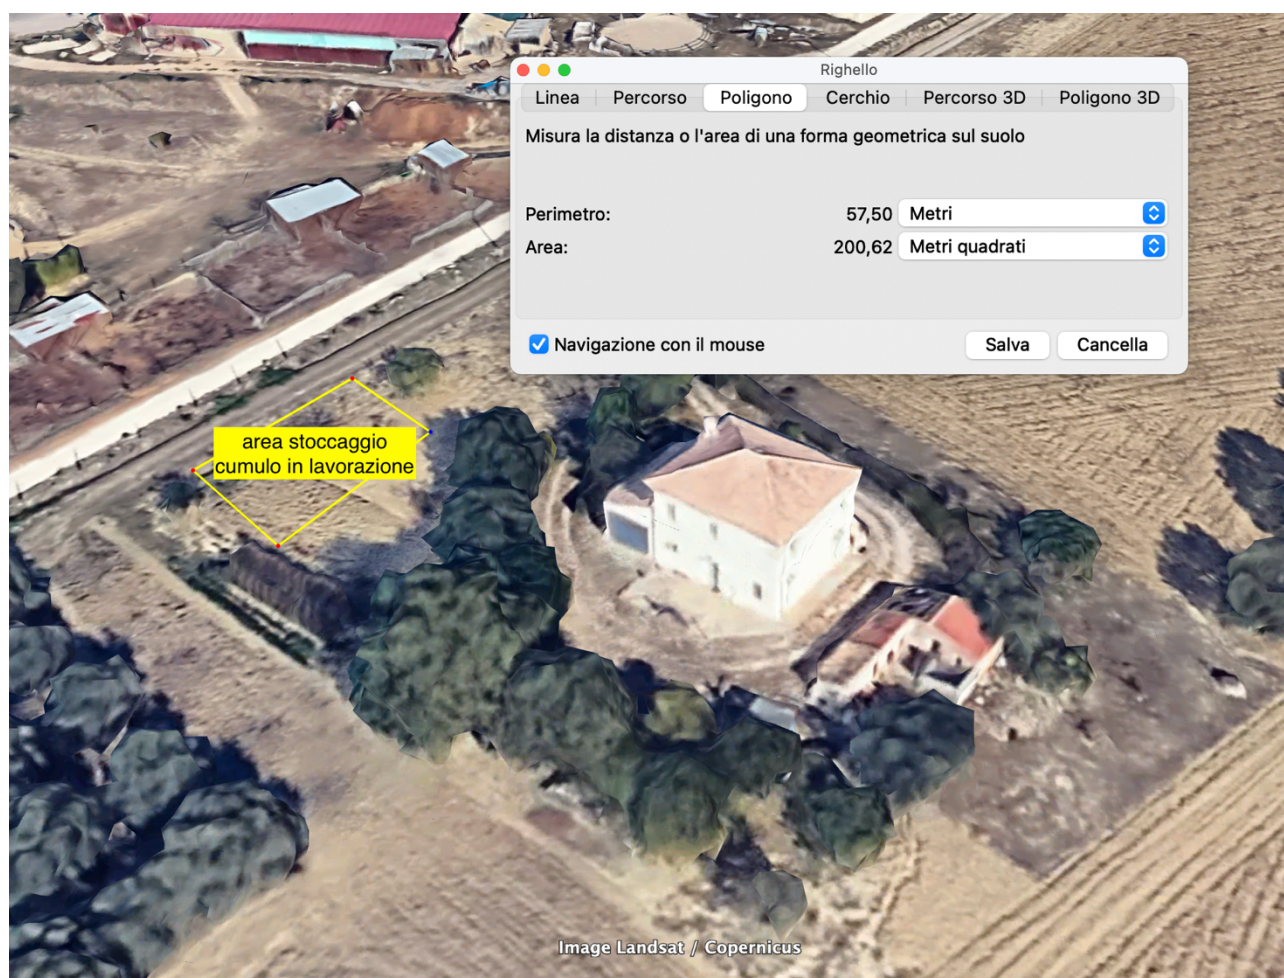 Righello
Linea Percorso Poligono Cerchio Percorso 3D Poligono 3D
Misura la distanza o l'area di una forma geometrica sul suolo
Perimetro: 57,50 Metri
Area: 200,62 Metri quadrati
Navigazione con il mouse Salva Cancella
area stoccaggio
cumulo in lavorazione
Image Landsat / Copernicus